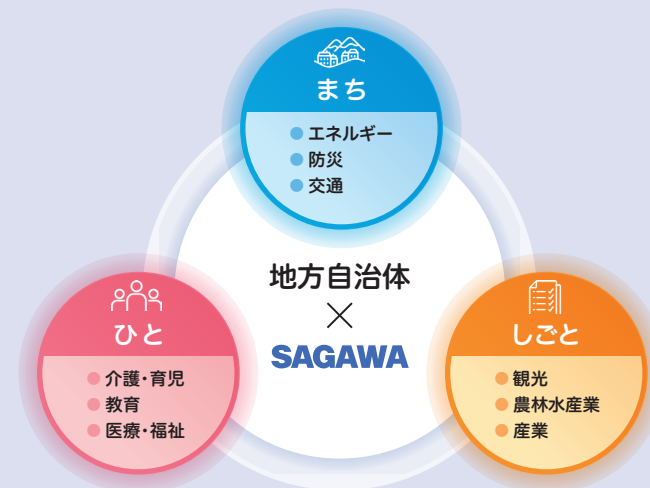 まち
エネルギー
防災
交通
地方自治体
×
SAGAWA
ひと
介護・育児
教育
医療・福祉
しごと
観光
農林水産業
産業